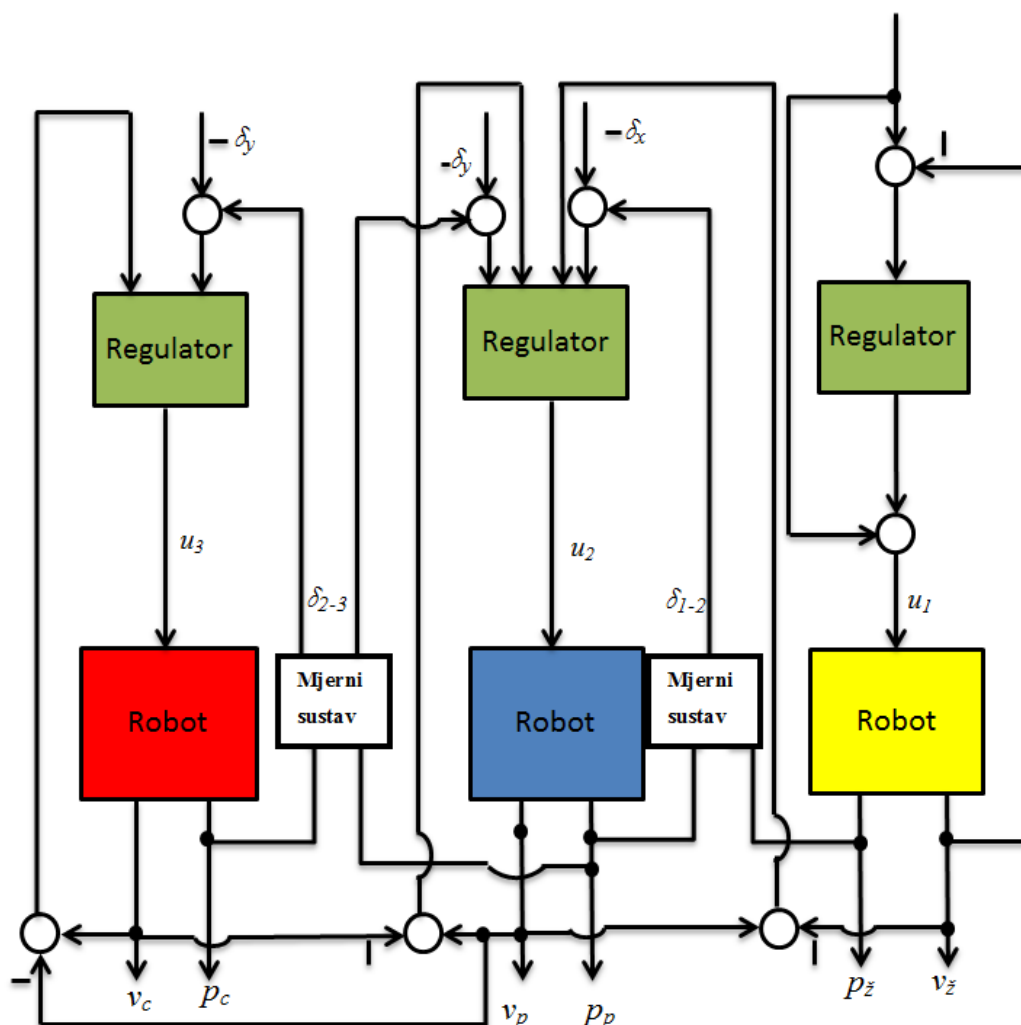 – δy
-δy
– δx
–
Regulator
Regulator
Regulator
u3
u2
u1
δ2-3
δ1-2
Robot
Mjerni
sustav
Robot
Mjerni
sustav
Robot
–
–
–
vc
pc
vp
pp
pž
vž